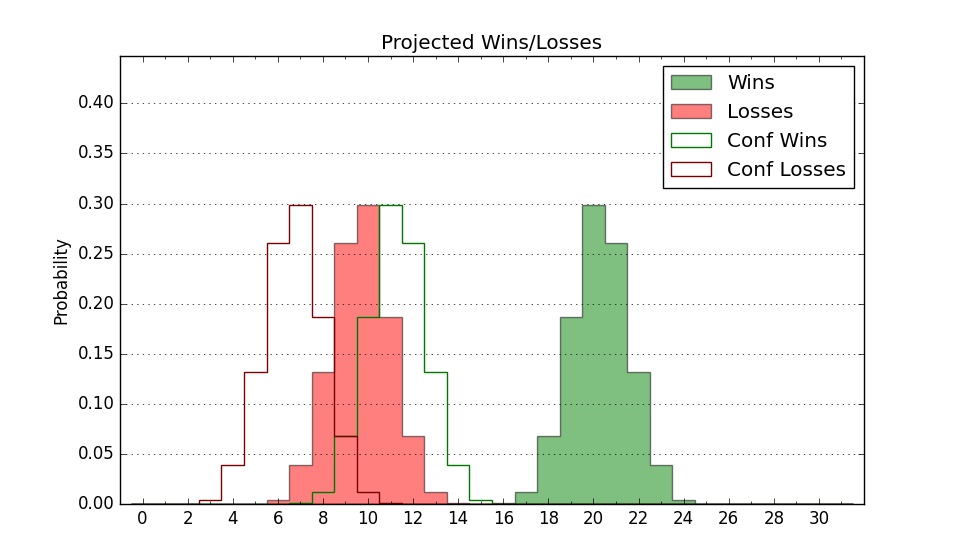 Projected Wins/Losses
Wins
Losses
Conf Wins
Conf Losses
Probability
0.40
0.35
0.30
0.25
0.20
0.15
0.10
0.05
0.00
0 2 4 6 8 10 12 14 16 18 20 22 24 26 28 30